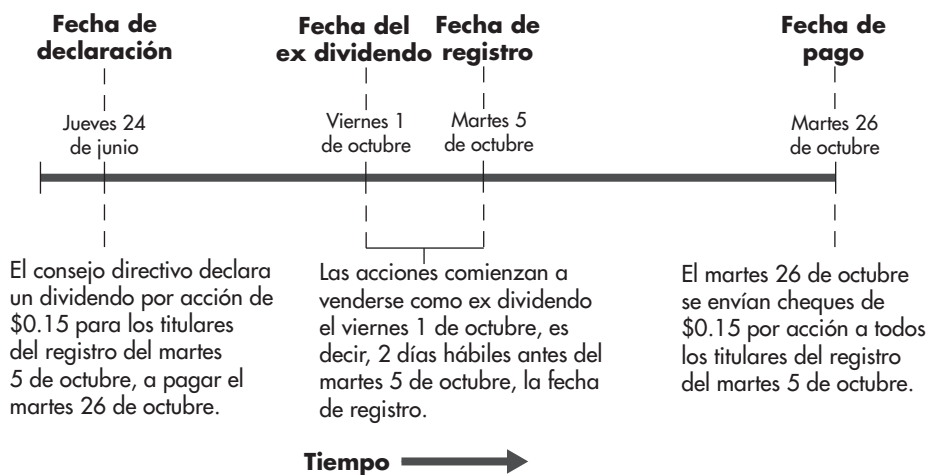 Fecha de
declaración
Fecha del
ex dividendo
Fecha de
registro
Fecha de
pago
Jueves 24
de junio
Viernes 1
de octubre
Martes 5
de octubre
Martes 26
de octubre
El consejo directivo declara
un dividendo por acción de
$0.15 para los titulares
del registro del martes
5 de octubre, a pagar el
martes 26 de octubre.
Las acciones comienzan a
venderse como ex dividendo
el viernes 1 de octubre, es
decir, 2 días hábiles antes del
martes 5 de octubre, la fecha
de registro.
El martes 26 de octubre
se envían cheques de
$0.15 por acción a todos
los titulares del registro
del martes 5 de octubre.
Tiempo